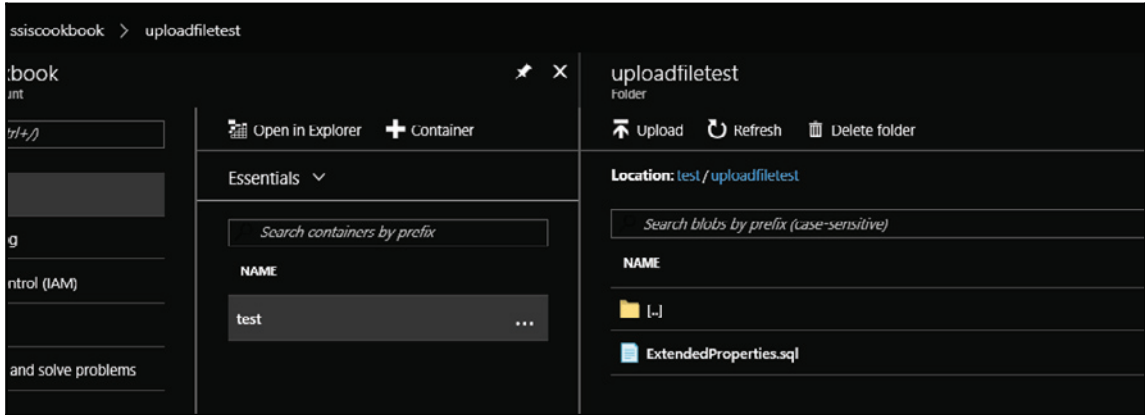 ssiscookbook > uploadfiletest
:book
unt
trl+/)
g
ntrol (IAM)
and solve problems
Open in Explorer + Container
Essentials
Search containers by prefix
NAME
test ...
uploadfiletest
Folder
Upload Refresh Delete folder
Location: test / uploadfiletest
Search blobs by prefix (case-sensitive)
NAME
[..]
ExtendedProperties.sql